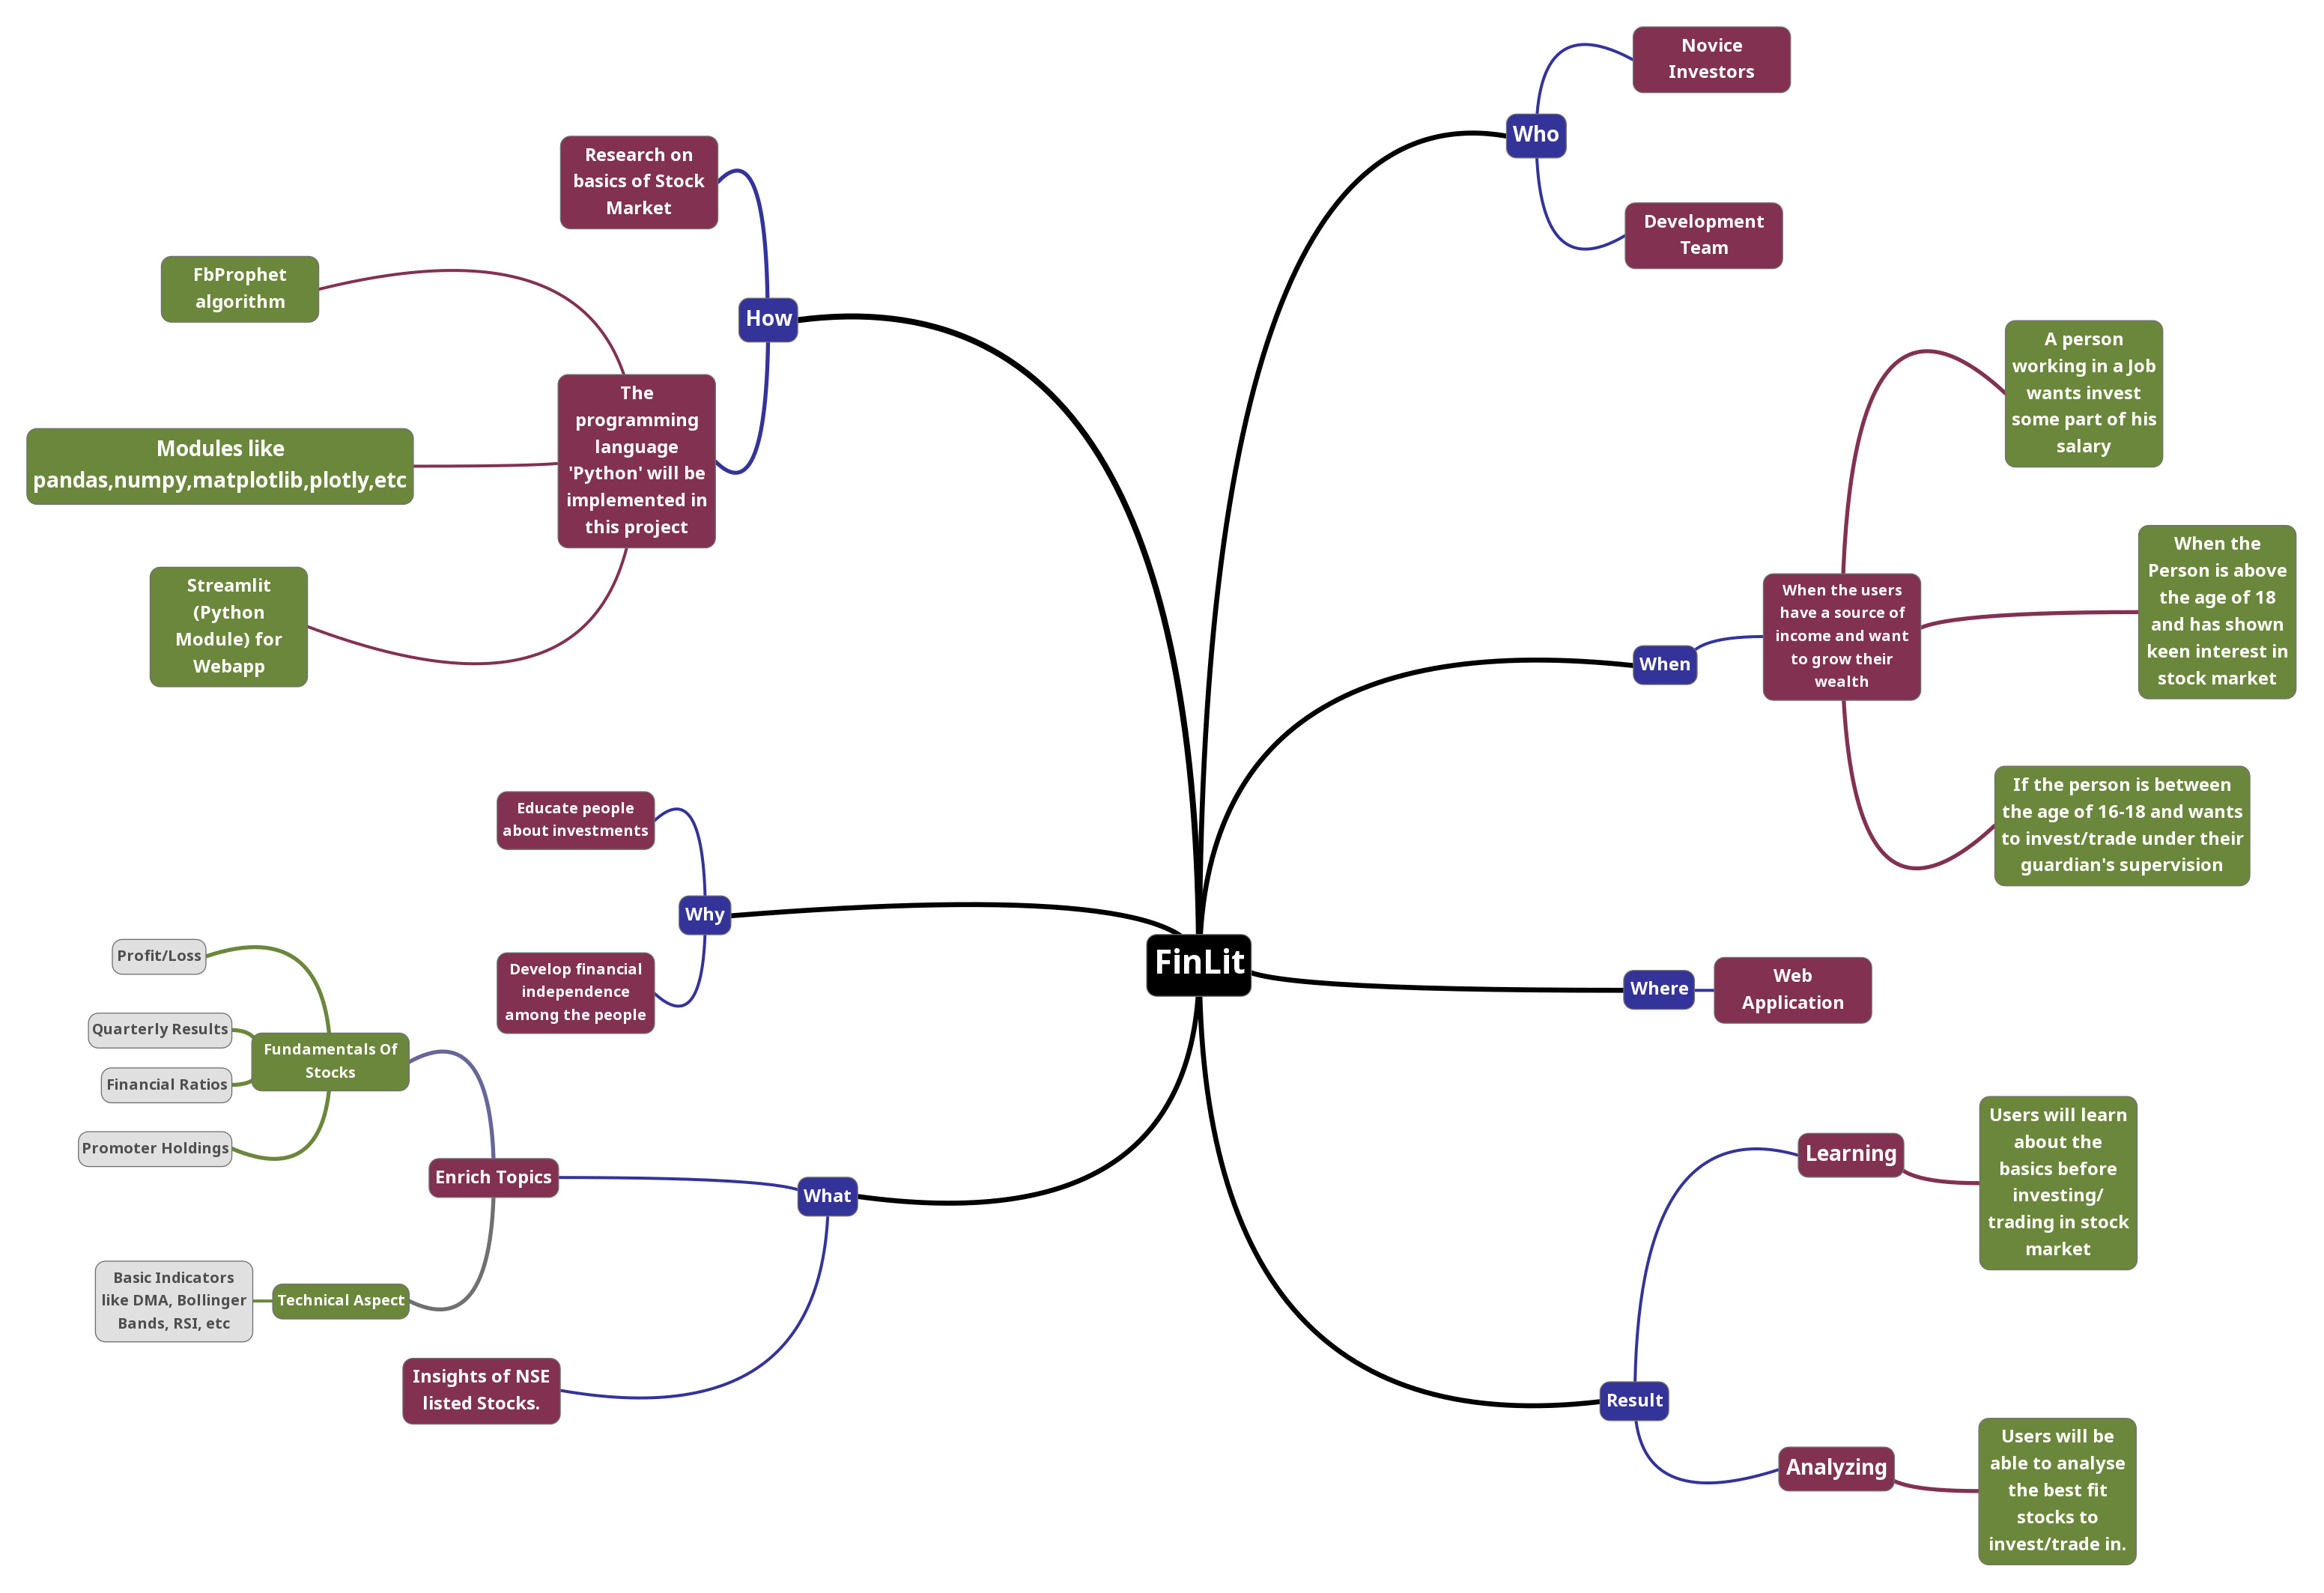 FinLit
Who
Novice
Investors
Development
Team
When
When the users
have a source of
income and want
to grow their
wealth
A person
working in a Job
wants invest
some part of his
salary
When the
Person is above
the age of 18
and has shown
keen interest in
stock market
If the person is between
the age of 16-18 and wants
to invest/trade under their
guardian's supervision
Where
Web
Application
Result
Learning
Users will learn
about the
basics before
investing/
trading in stock
market
Analyzing
Users will be
able to analyse
the best fit
stocks to
invest/trade in.
How
Research on
basics of Stock
Market
The
programming
language
'Python' will be
implemented in
this project
FbProphet
algorithm
Modules like
pandas,numpy,matplotlib,plotly,etc
Streamlit
(Python
Module) for
Webapp
Why
Educate people
about investments
Develop financial
independence
among the people
What
Enrich Topics
Fundamentals Of
Stocks
Profit/Loss
Quarterly Results
Financial Ratios
Promoter Holdings
Technical Aspect
Basic Indicators
like DMA, Bollinger
Bands, RSI, etc
Insights of NSE
listed Stocks.